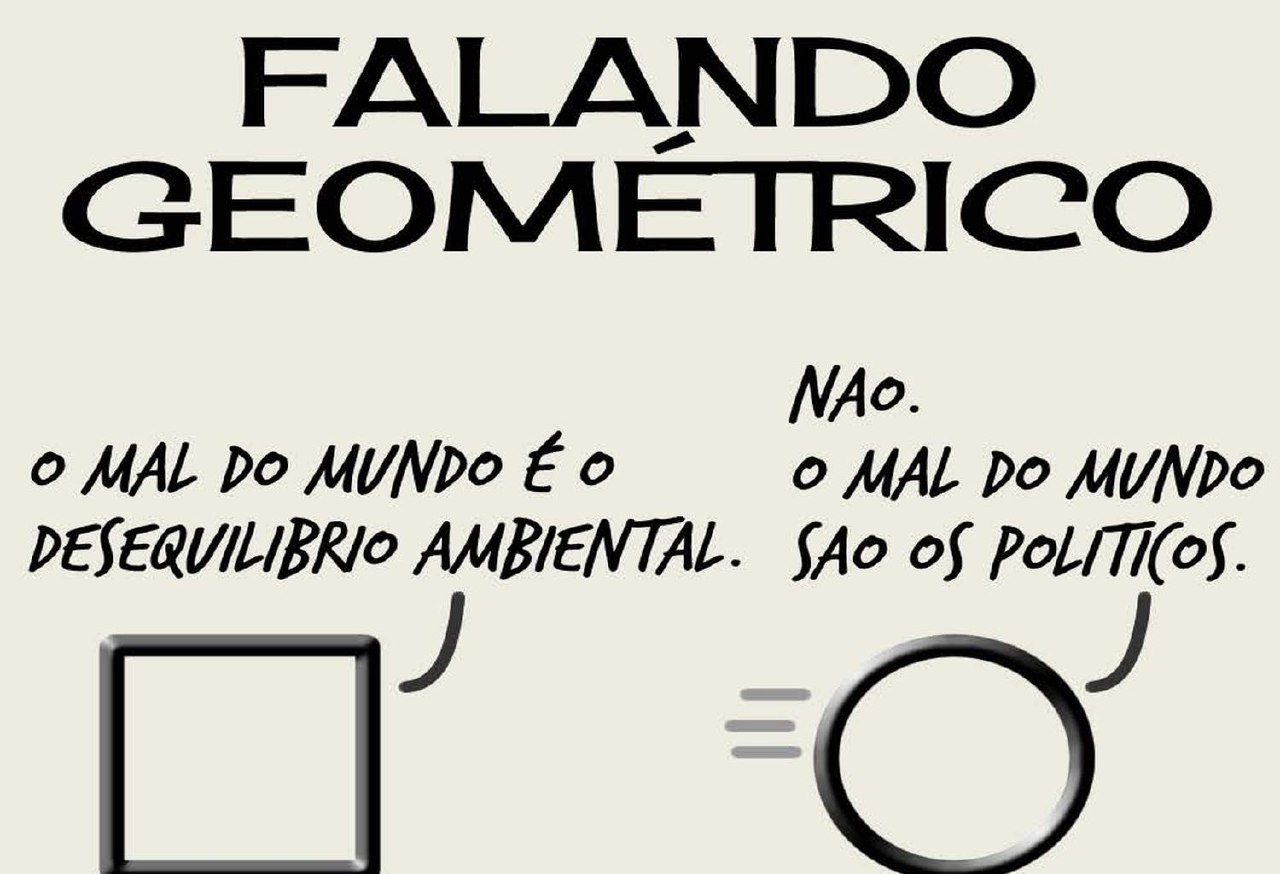 FALANDO
GEOMÉTRICO
O MAL DO MUNDO É O
DESEQUILIBRIO AMBIENTAL.
NAO.
O MAL DO MUNDO
SAO OS POLITICOS.